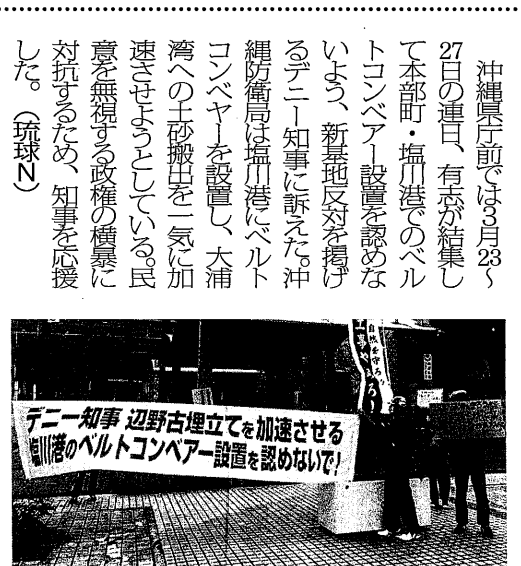 沖縄県庁前では3月23〜
27日の連日、有志が結集し
て本部町・塩川港でのベル
トコンベアー設置を認めな
いよう、新基地反対を掲げ
るデニー知事に訴えた。沖
縄防衛局は塩川港にベルト
コンベヤーを設置し、大浦
湾への土砂搬出を一気に加
速させようとしている。民
意を無視する政権の横暴に
対抗するため、知事を応援
した。（琉球N）
自然を守ろう
デニー知事 辺野古埋立てを加速させる
塩川港のベルトコンベアー設置を認めないで!